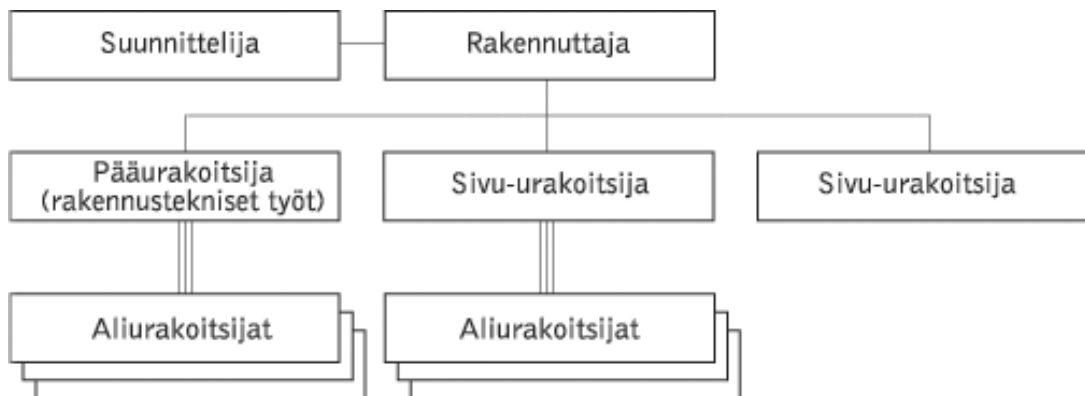 Suunnittelija
Rakennuttaja
Pääurakoitsija
(rakennustekniset työt)
Sivu-urakoitsija
Sivu-urakoitsija
Aliurakoitsijat
Aliurakoitsijat